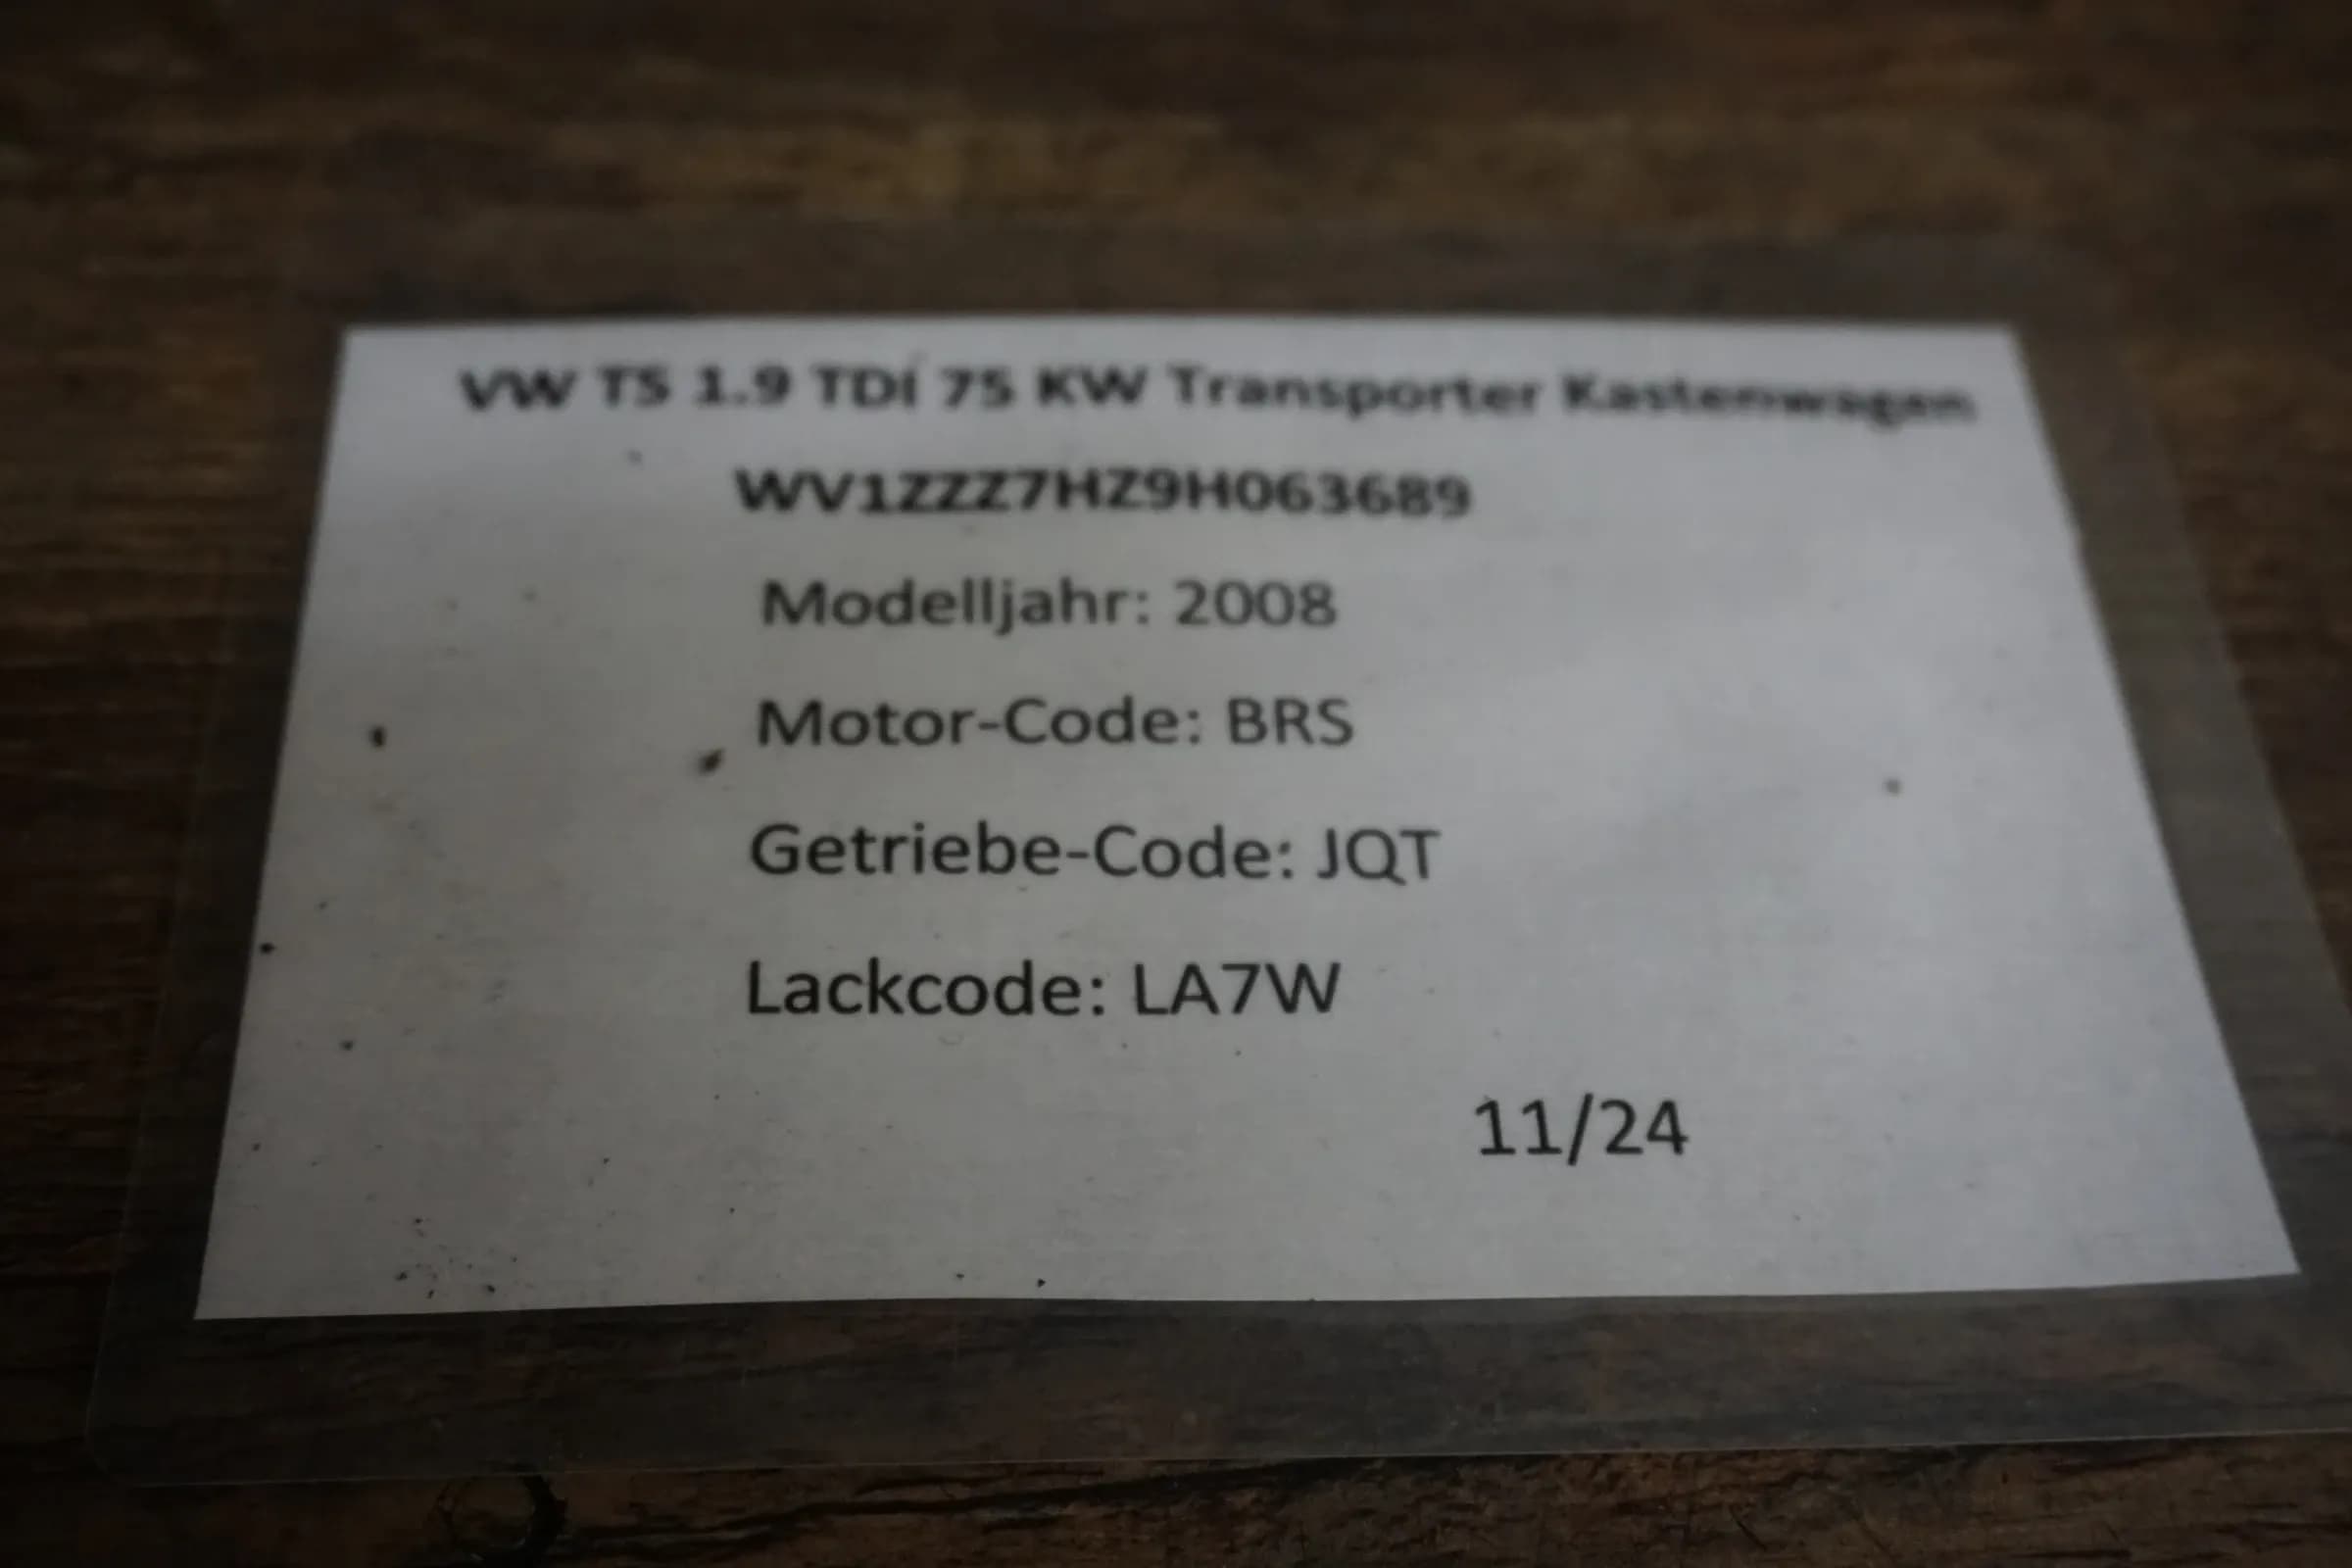 VW T5 1.9 TDI 75 KW Transporter Kastenwagen
WV1ZZZ7HZ9H063689
Modelljahr: 2008
Motor-Code: BRS
Getriebe-Code: JQT
Lackcode: LA7W
11/24